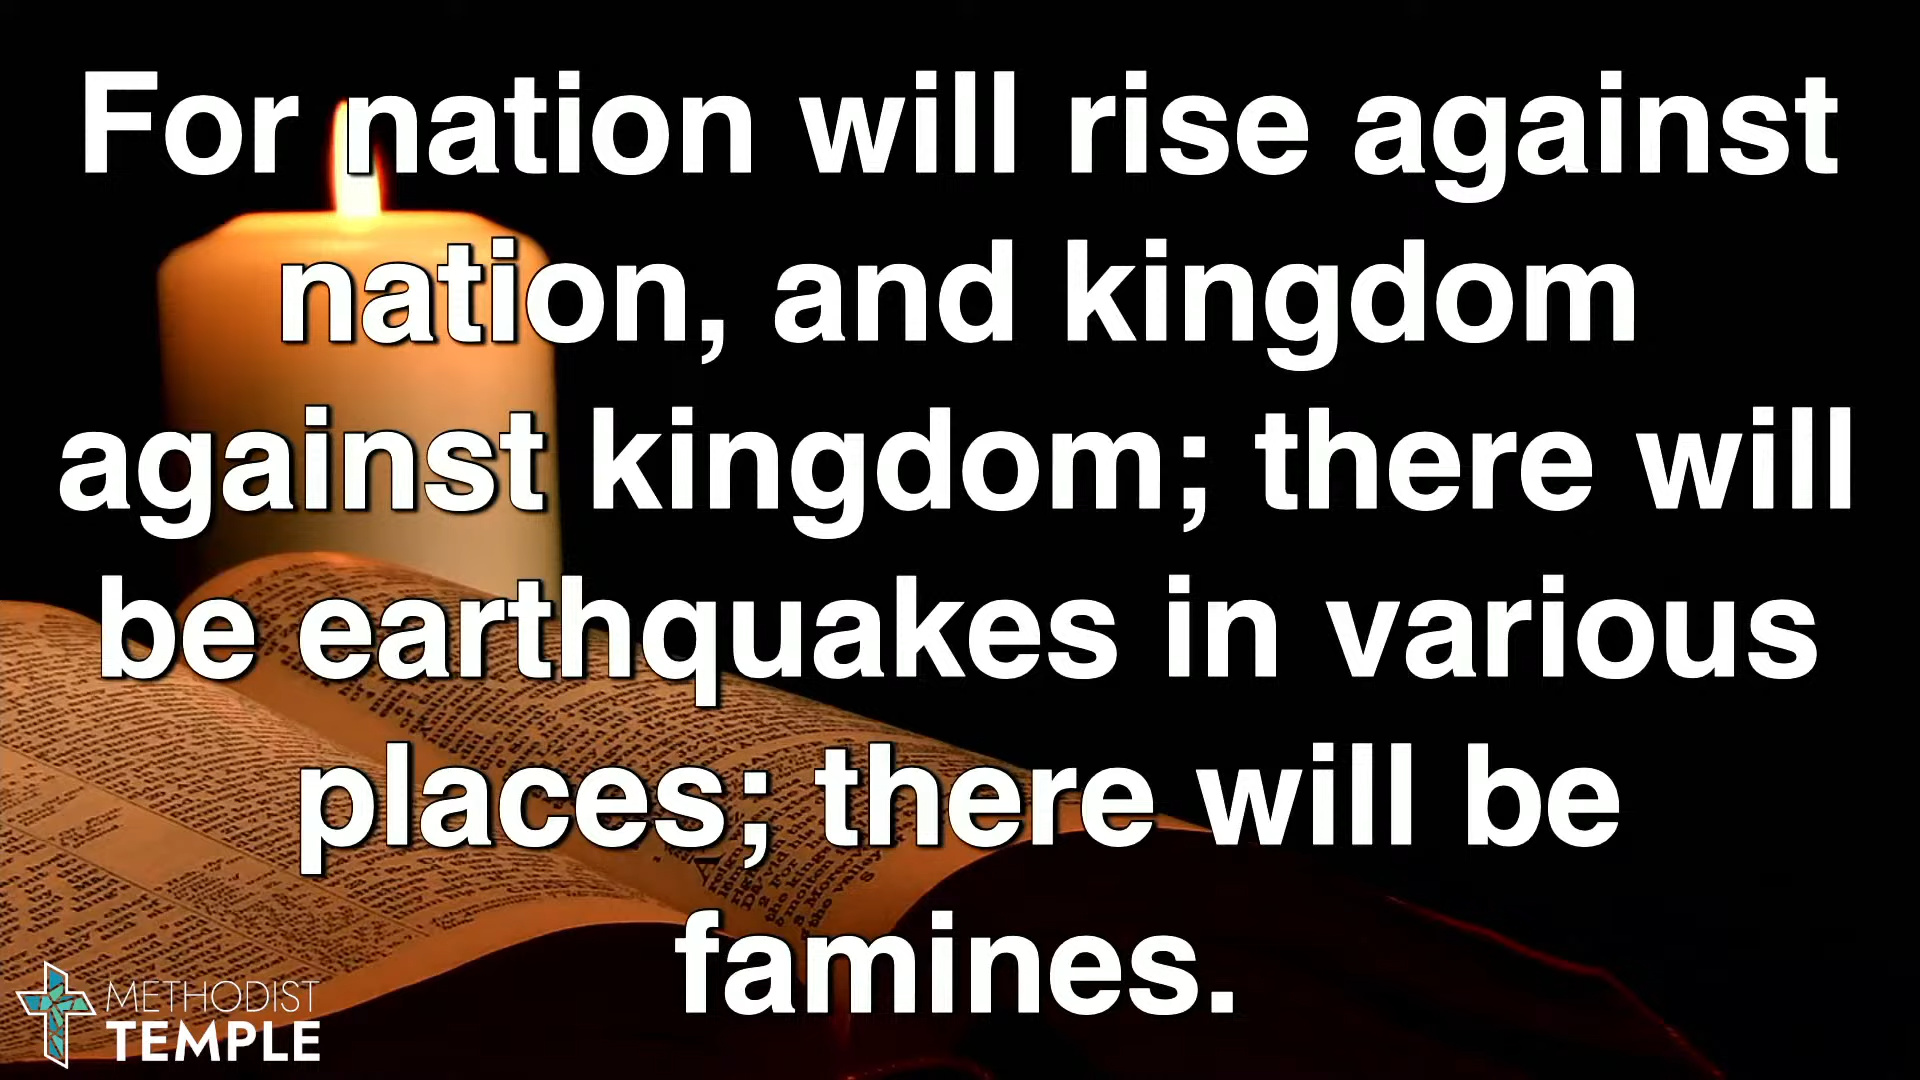 For nation will rise against
nation, and kingdom
against kingdom; there will
be earthquakes in various
places; there will be
famines.
METHODIST
TEMPLE